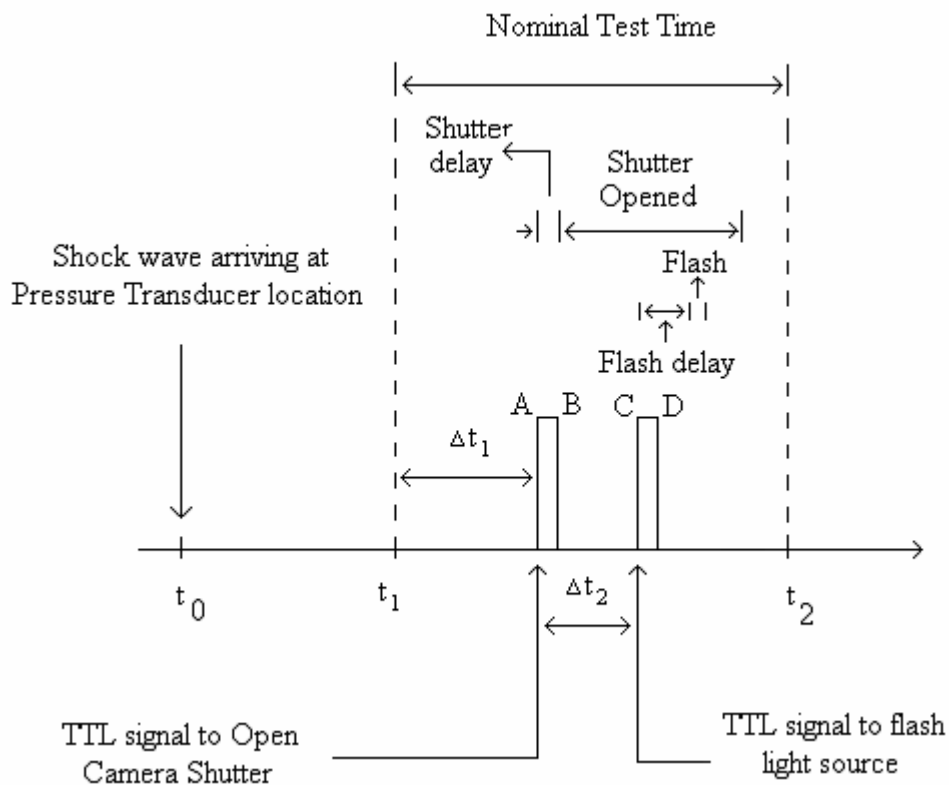 Nominal Test Time
Shutter
delay
Shutter
Opened
Flash
Shock wave arriving at
Pressure Transducer location
Flash delay
A B C D
Δt1
t0
t1
Δt2
t2
TTL signal to Open
Camera Shutter
TTL signal to flash
light source